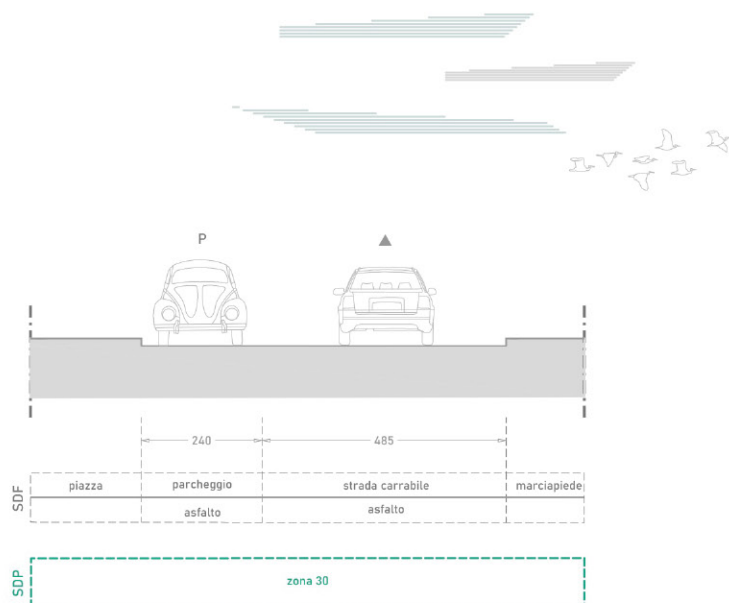 P
240
485
SDF
piazza
parcheggio
strada carrabile
marciapiede
asfalto
asfalto
SDP
zona 30